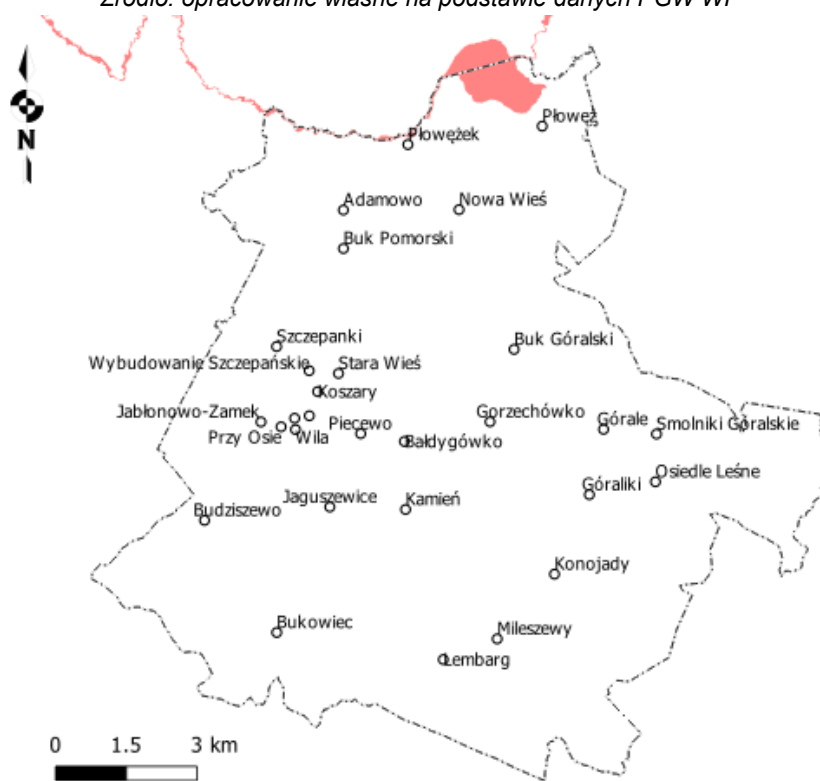 Źródło: opracowanie własne na podstawie danych PGW WP
Płowęż
Płowężek
N
Adamowo
Nowa Wieś
Buk Pomorski
Szczepanki
Buk Góralski
Wybudowanie Szczepańskie
Stara Wieś
Koszary
Jabłonowo-Zamek
Piecewo
Gorzechówko
Górale
Smolniki Góralskie
Przy Osie
Wila
Bałdygówko
Osiedle Leśne
Góraliki
Jaguszewice
Kamień
Budziszewo
Konojady
Bukowiec
Mileszewy
Lembarg
0 1.5 3 km